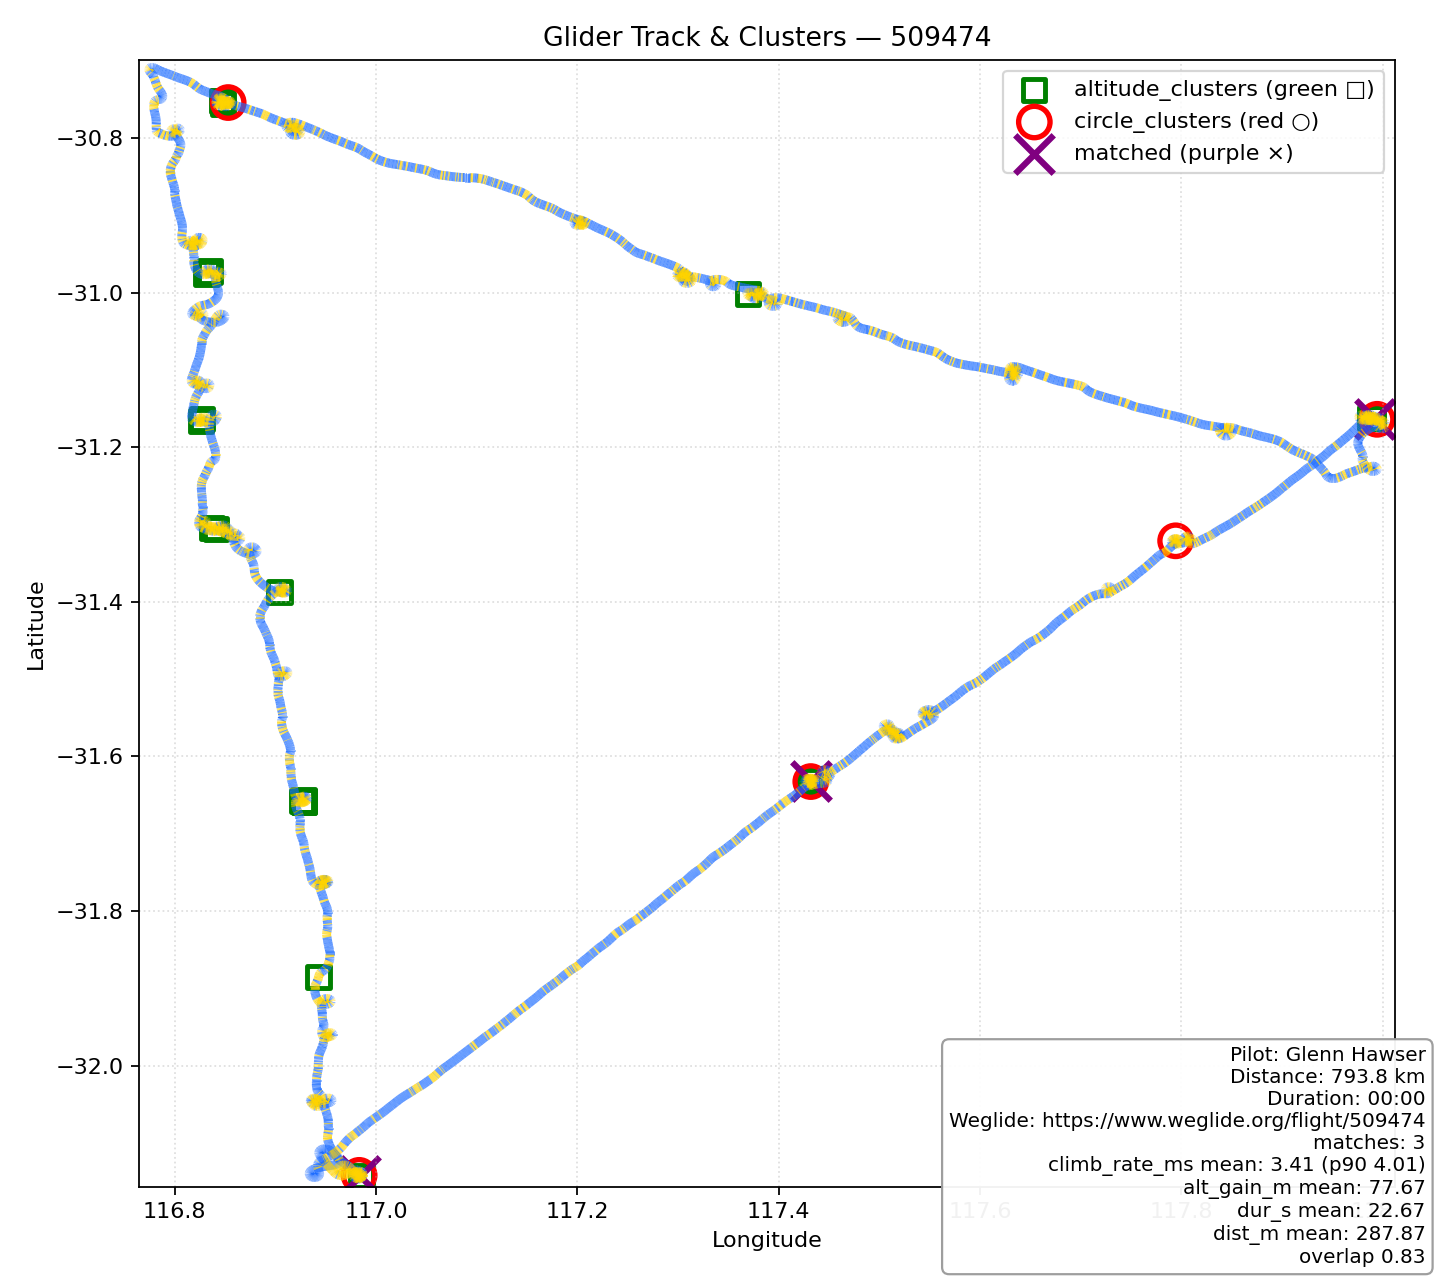 Glider Track & Clusters — 509474
altitude_clusters (green □)
circle_clusters (red ○)
matched (purple ×)
−30.8
−31.0
−31.2
−31.4
−31.6
−31.8
−32.0
Latitude
116.8
117.0
117.2
117.4
117.6
117.8
Longitude
Pilot: Glenn Hawser
Distance: 793.8 km
Duration: 00:00
Weglide: https://www.weglide.org/flight/509474
matches: 3
climb_rate_ms mean: 3.41 (p90 4.01)
alt_gain_m mean: 77.67
dur_s mean: 22.67
dist_m mean: 287.87
overlap 0.83